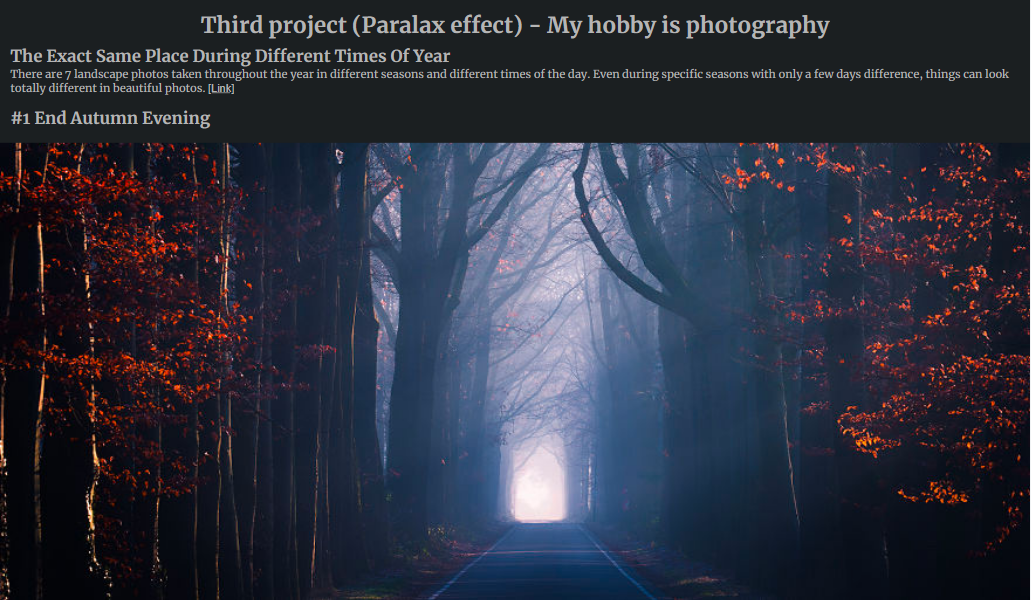 Third project (Paralax effect) - My hobby is photography
The Exact Same Place During Different Times Of Year
There are 7 landscape photos taken throughout the year in different seasons and different times of the day. Even during specific seasons with only a few days difference, things can look
totally different in beautiful photos. [Link]
#1 End Autumn Evening